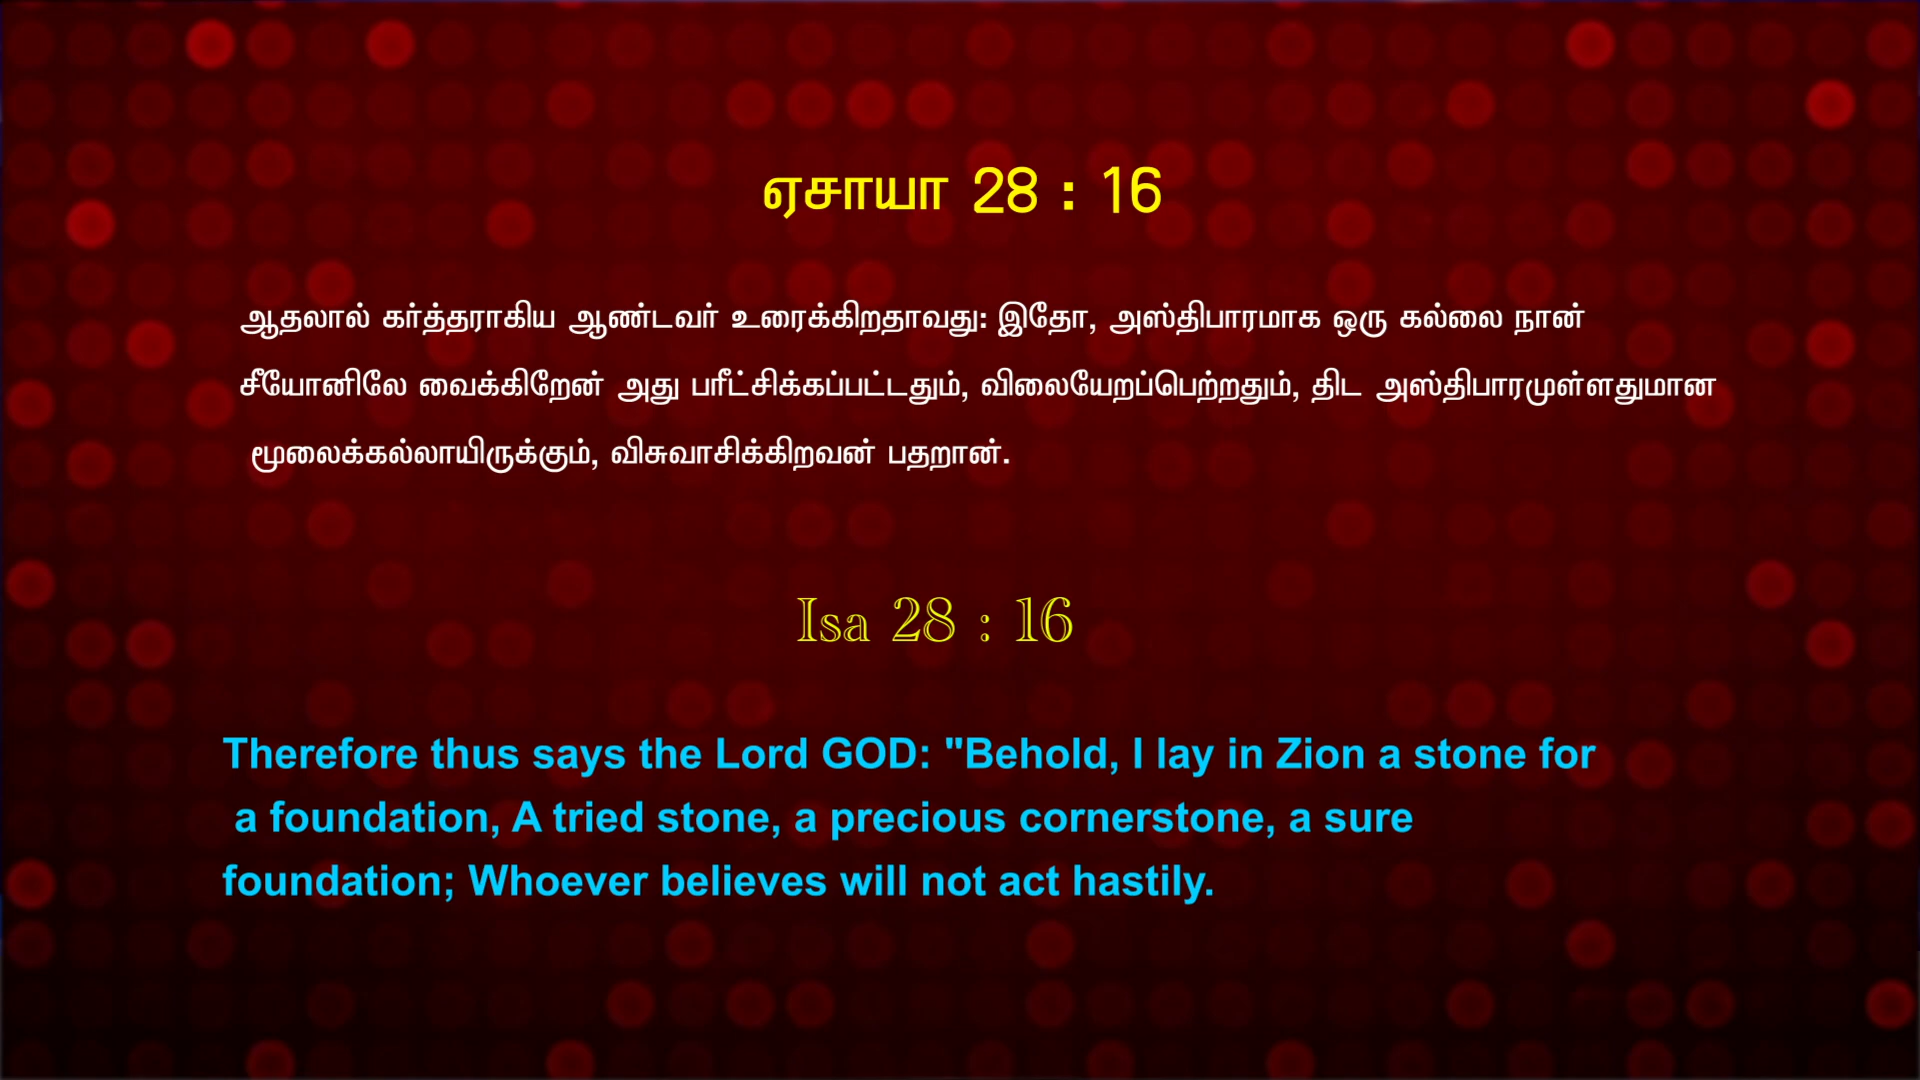 ஏசாயா 28 : 16
ஆதலால் கர்த்தராகிய ஆண்டவர் உரைக்கிறதாவது: இதோ, அஸ்திபாரமாக ஒரு கல்லை நான்
சீயோனிலே வைக்கிறேன் அது பரீட்சிக்கப்பட்டதும், விலையேறப்பெற்றதும், திட அஸ்திபாரமுள்ளதுமான
மூலைக்கல்லாயிருக்கும், விசுவாசிக்கிறவன் பதறான்.
Isa 28 : 16
Therefore thus says the Lord GOD: "Behold, I lay in Zion a stone for
a foundation, A tried stone, a precious cornerstone, a sure
foundation; Whoever believes will not act hastily.